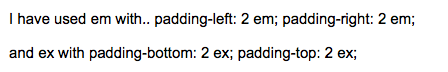 I have used em with.. padding-left: 2 em; padding-right: 2 em;
and ex with padding-bottom: 2 ex; padding-top: 2 ex;